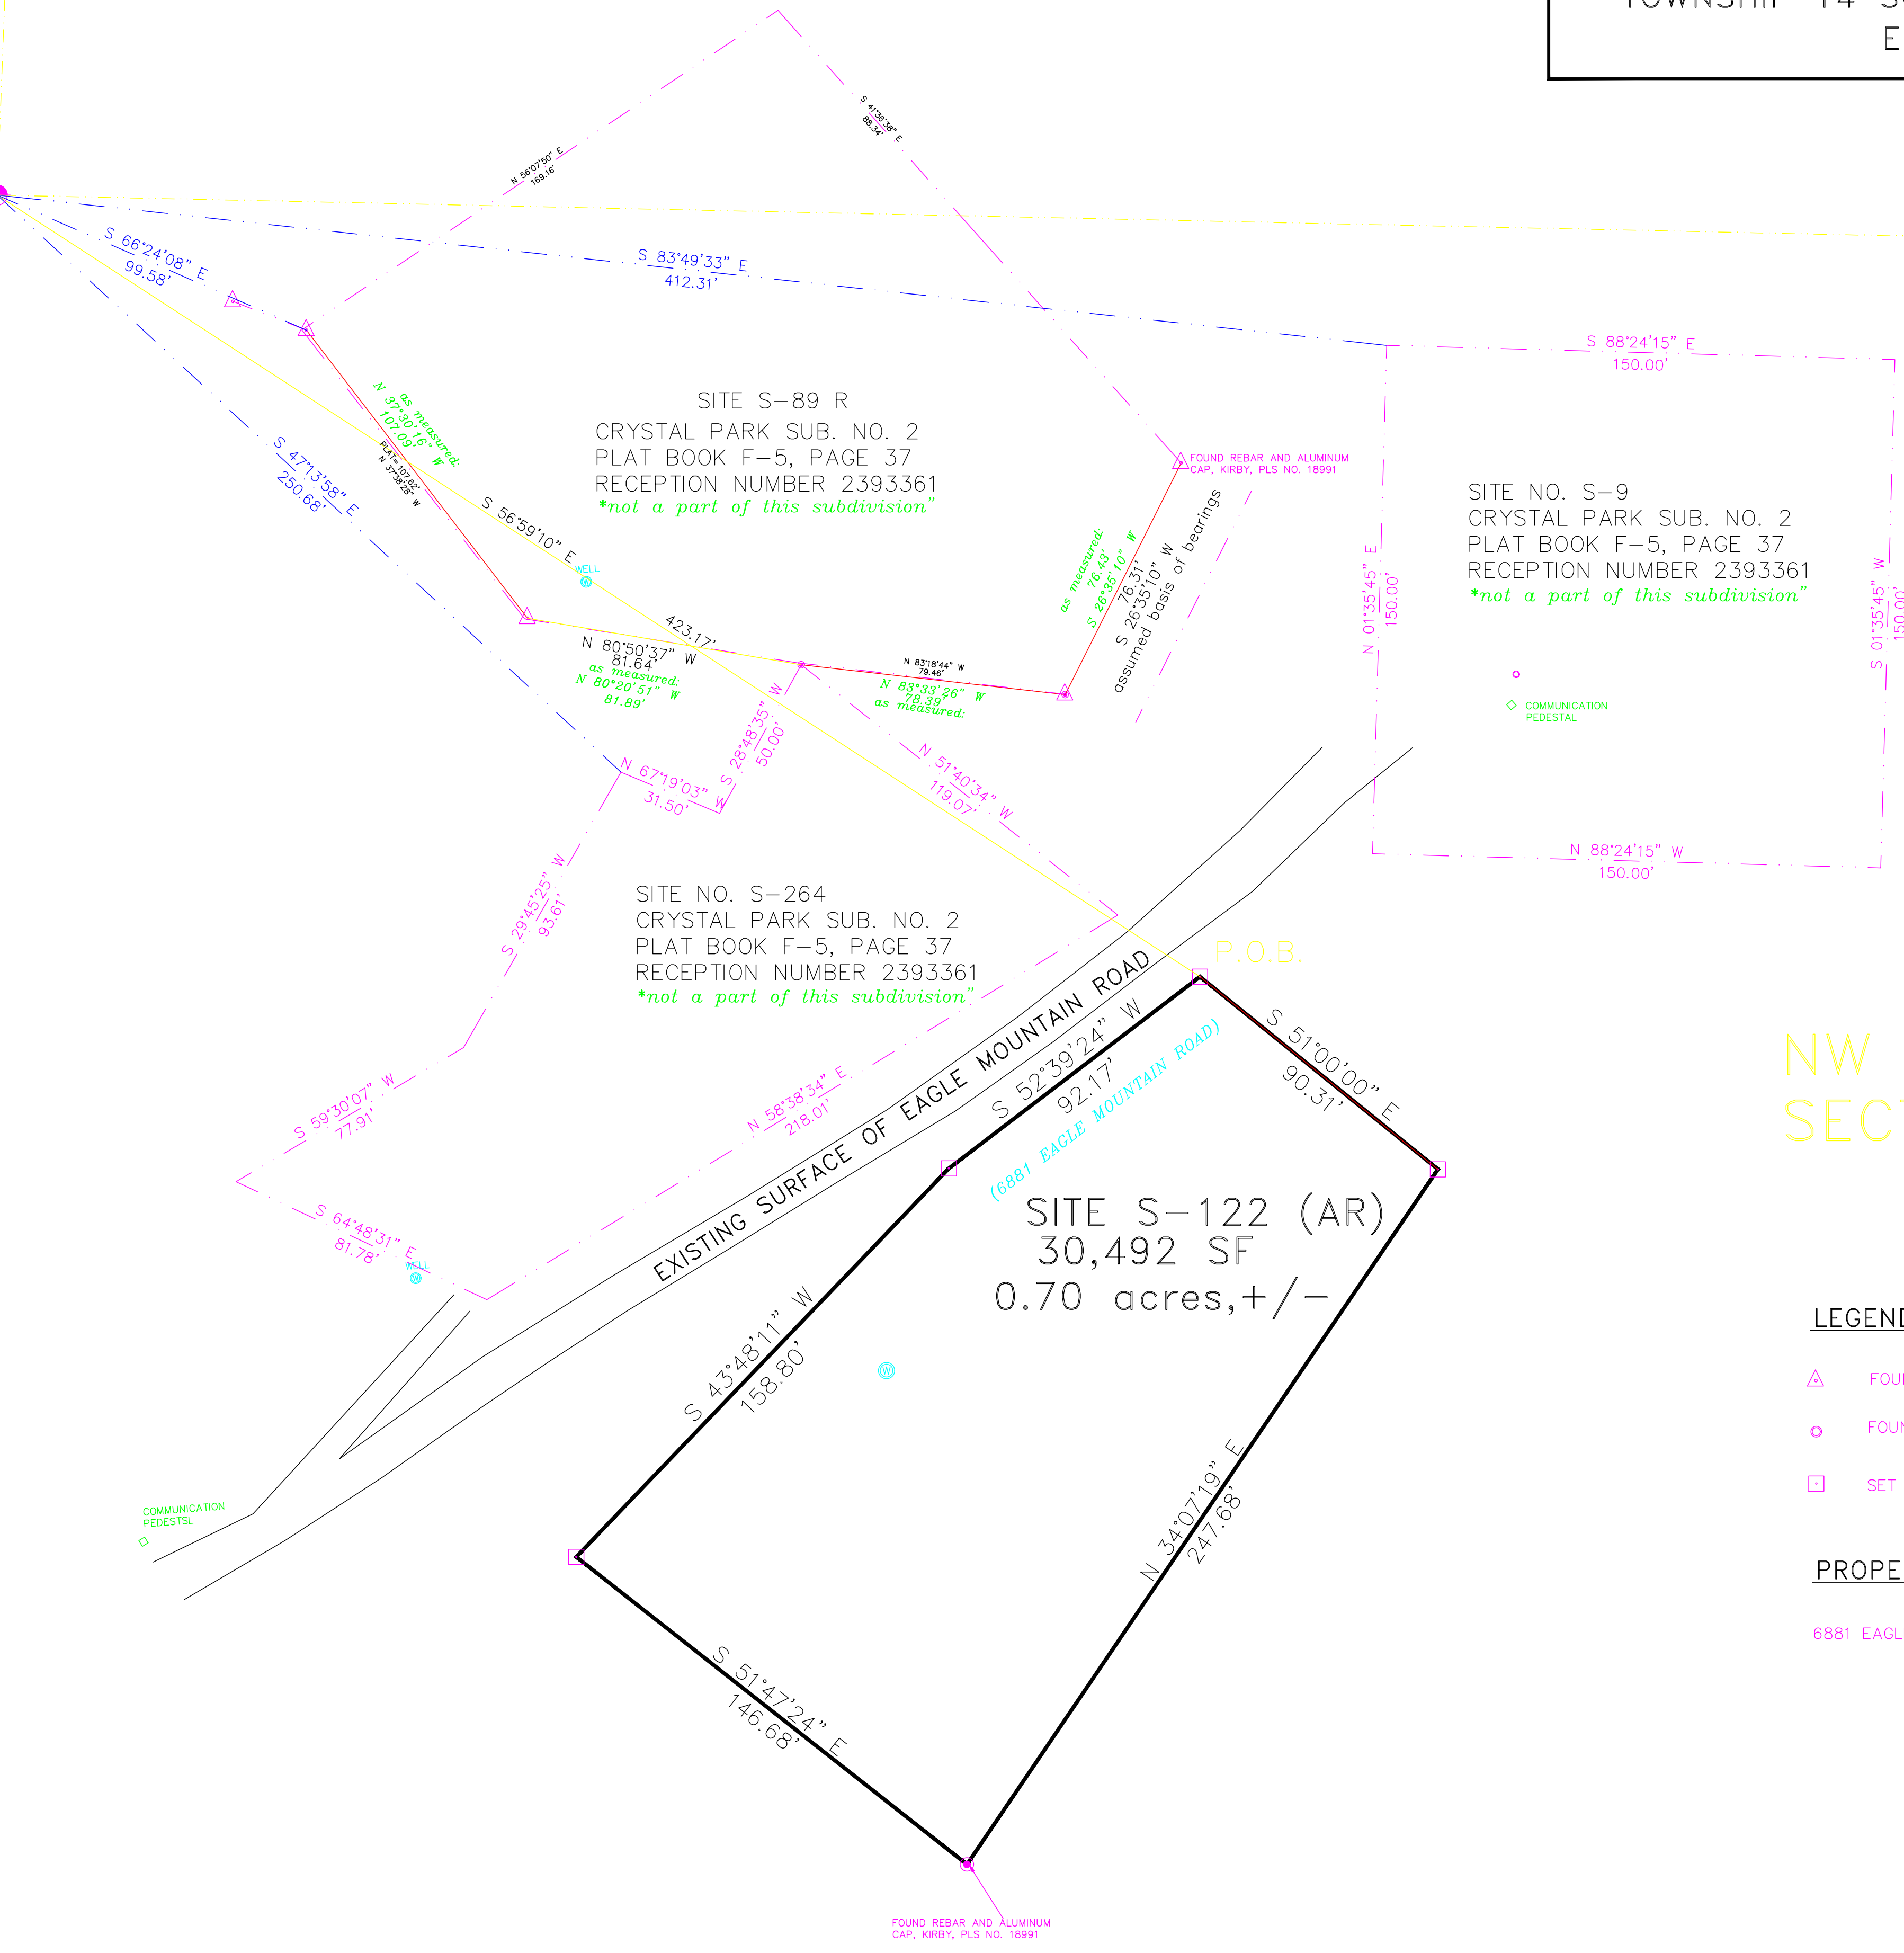 TOWNSHIP 14 S
E
N 56°07'50" E
169.16'
S 41°36'38" E
88.34'
S 66°24'08" E
99.58'
S 83°49'33" E
412.31'
S 88°24'15" E
150.00'
as measured:
N 37°30'16" W
107.09'
PLAT= 107.62'
N 37°38'28" W
SITE S-89 R
CRYSTAL PARK SUB. NO. 2
PLAT BOOK F-5, PAGE 37
RECEPTION NUMBER 2393361
*not a part of this subdivision"
FOUND REBAR AND ALUMINUM
CAP, KIRBY, PLS NO. 18991
S 47°13'58" E
250.68'
S 56°59'10" E
423.17'
WELL
W
as measured:
76.43'
S 26°35'10" W
76.31'
S 26°35'10" W
assumed basis of bearings
SITE NO. S-9
CRYSTAL PARK SUB. NO. 2
PLAT BOOK F-5, PAGE 37
RECEPTION NUMBER 2393361
*not a part of this subdivision"
N 01°35'45" E
150.00'
S 01°35'45" W
150.00'
COMMUNICATION
PEDESTAL
N 80°50'37" W
81.64'
as measured:
N 80°20'51" W
81.89'
N 83°18'44" W
79.46'
N 83°33'26" W
78.39'
as measured:
S 28°48'35" W
50.00'
N 67°19'03" W
31.50'
N 51°40'34" W
119.07'
N 88°24'15" W
150.00'
S 29°45'25" W
93.61'
SITE NO. S-264
CRYSTAL PARK SUB. NO. 2
PLAT BOOK F-5, PAGE 37
RECEPTION NUMBER 2393361
*not a part of this subdivision"
P.O.B.
NW
SECT
S 59°30'07" W
77.91'
N 58°38'34" E
218.01'
S 64°48'31" E
81.78'
WELL
W
EXISTING SURFACE OF EAGLE MOUNTAIN ROAD
S 52°39'24" W
92.17'
(6881 EAGLE MOUNTAIN ROAD)
S 51°00'00" E
90.31'
SITE S-122 (AR)
30,492 SF
0.70 acres,+/-
S 43°48'11" W
158.80'
W
N 34°07'19" E
247.68'
S 51°47'24" E
146.68'
COMMUNICATION
PEDESTSL
FOUND REBAR AND ALUMINUM
CAP, KIRBY, PLS NO. 18991
LEGEND
FOUN
FOUN
SET
PROPE
6881 EAGL